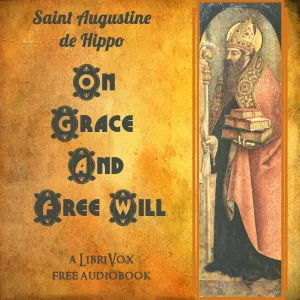 Saint Augustine
de Hippo
On
Grace
And
Free Will
a LibriVox
free audiobook